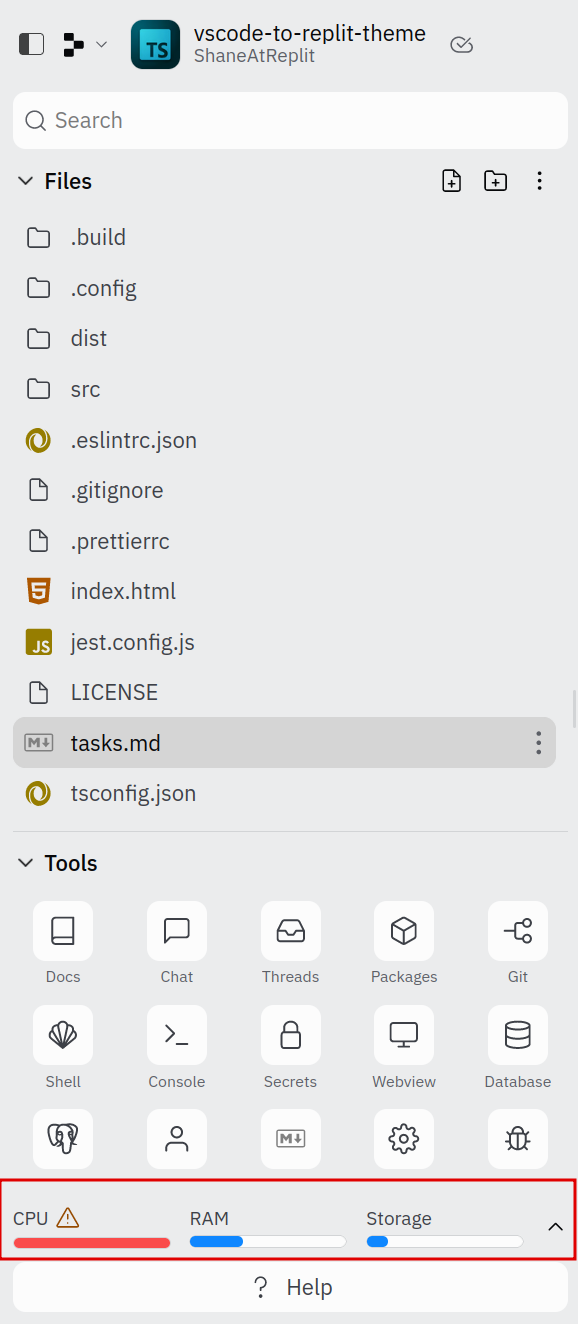 vscode-to-replit-theme
TS
ShaneAtReplit
Search
Files
.build
.config
dist
src
.eslintrc.json
.gitignore
.prettierrc
5 index.html
JS jest.config.js
LICENSE
M tasks.md
tsconfig.json
Tools
Docs Chat Threads Packages Git
Shell Console Secrets Webview Database
M
CPU RAM Storage
? Help